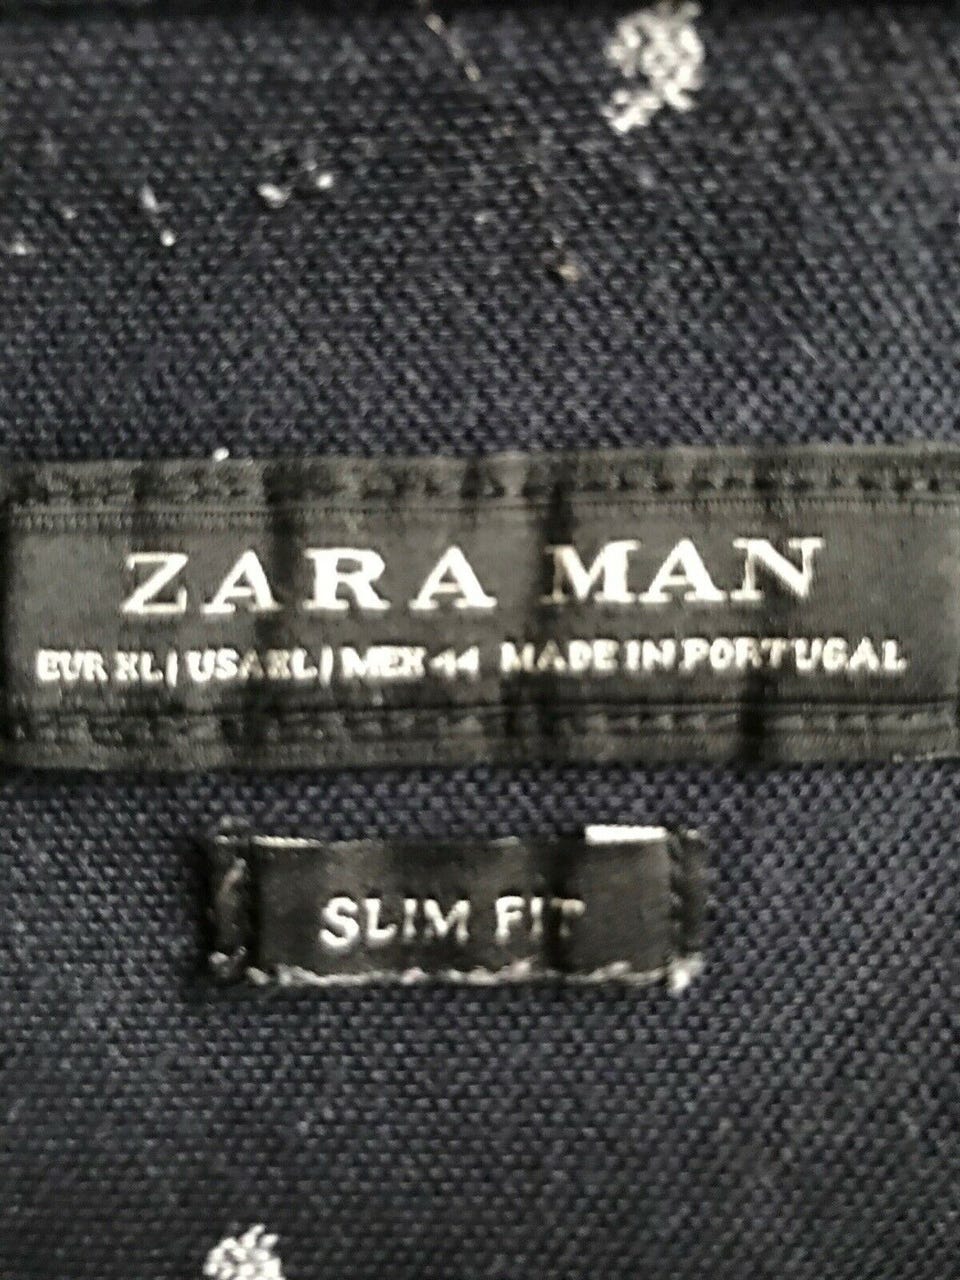 ZARA MAN
EUR XL / USA XL / MEX 44 MADE IN PORTUGAL
SLIM FIT